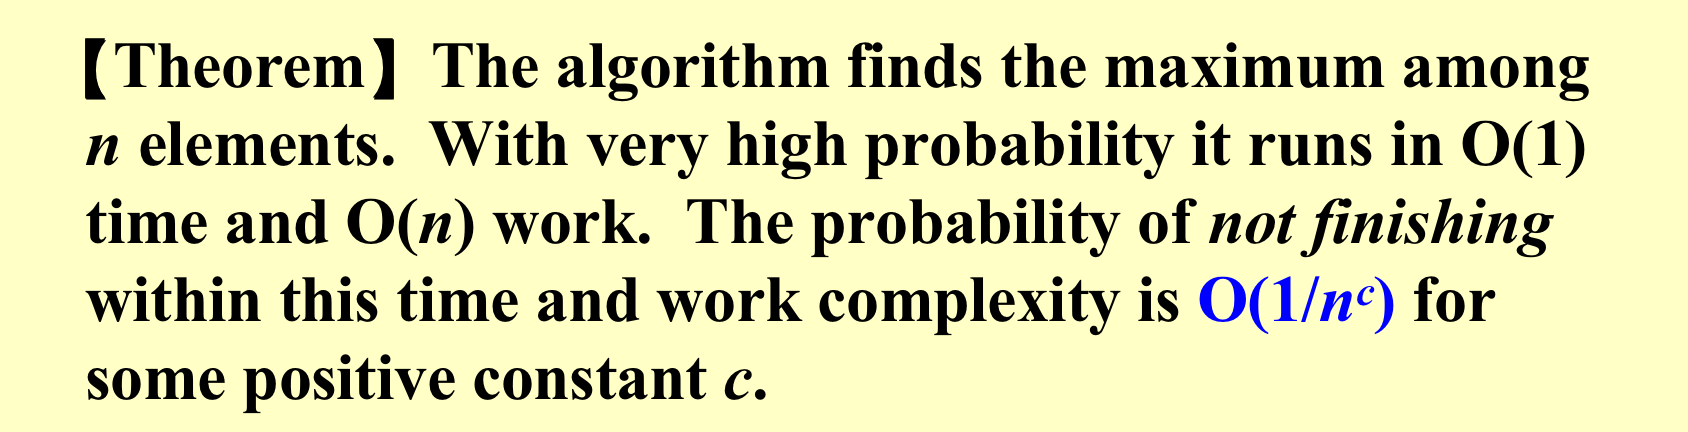 【Theorem】 The algorithm finds the maximum among
n elements. With very high probability it runs in O(1)
time and O(n) work. The probability of not finishing
within this time and work complexity is O(1/nᶜ) for
some positive constant c.